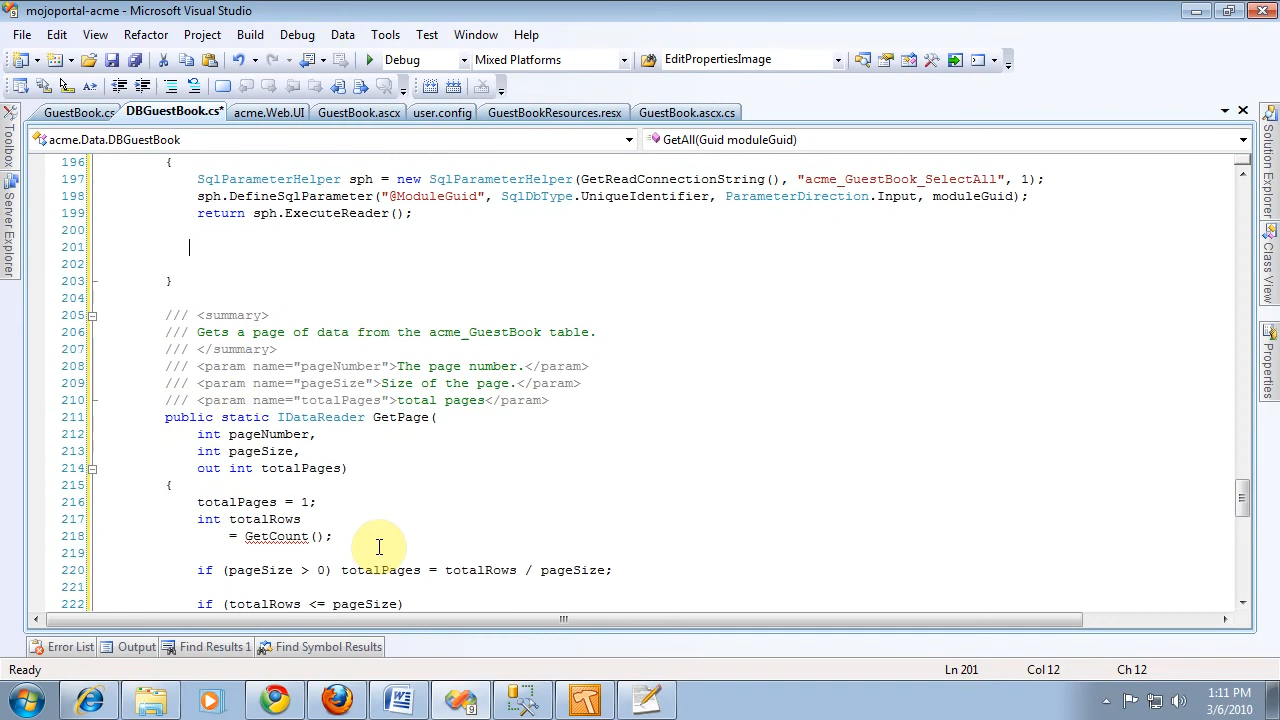 mojoportal-acme - Microsoft Visual Studio
File Edit View Refactor Project Build Debug Data Tools Test Window Help
Debug Mixed Platforms EditPropertiesImage
GuestBook.cs DBGuestBook.cs* acme.Web.UI GuestBook.ascx user.config GuestBookResources.resx GuestBook.ascx.cs
acme.Data.DBGuestBook GetAll(Guid moduleGuid)
Toolbox
Server Explorer
Solution Explorer
Class View
Properties
196 {
197 SqlParameterHelper sph = new SqlParameterHelper(GetReadConnectionString(), "acme_GuestBook_SelectAll", 1);
198 sph.DefineSqlParameter("@ModuleGuid", SqlDbType.UniqueIdentifier, ParameterDirection.Input, moduleGuid);
199 return sph.ExecuteReader();
200
201
202
203 }
204
205 /// <summary>
206 /// Gets a page of data from the acme_GuestBook table.
207 /// </summary>
208 /// <param name="pageNumber">The page number.</param>
209 /// <param name="pageSize">Size of the page.</param>
210 /// <param name="totalPages">total pages</param>
211 public static IDataReader GetPage(
212 int pageNumber,
213 int pageSize,
214 out int totalPages)
215 {
216 totalPages = 1;
217 int totalRows
218 = GetCount();
219
220 if (pageSize > 0) totalPages = totalRows / pageSize;
221
222 if (totalRows <= pageSize)
Error List Output Find Results 1 Find Symbol Results
Ready Ln 201 Col 12 Ch 12
1:11 PM
3/6/2010